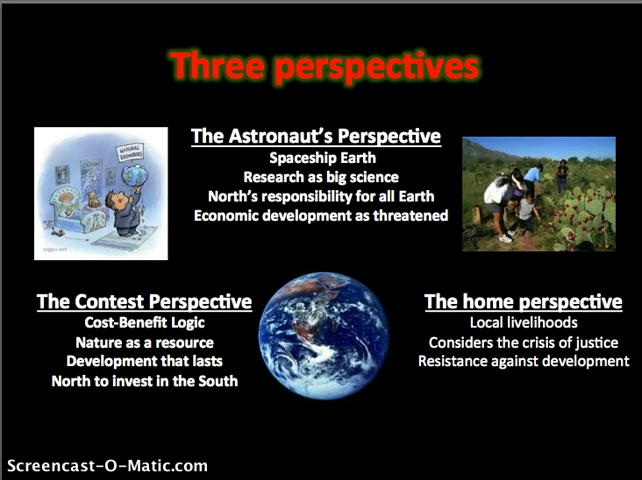 Three perspectives
The Astronaut's Perspective
Spaceship Earth
Research as big science
North's responsibility for all Earth
Economic development as threatened
NATURAL
RESOURCES
The Contest Perspective
Cost-Benefit Logic
Nature as a resource
Development that lasts
North to invest in the South
The home perspective
Local livelihoods
Considers the crisis of justice
Resistance against development
Screencast-O-Matic.com